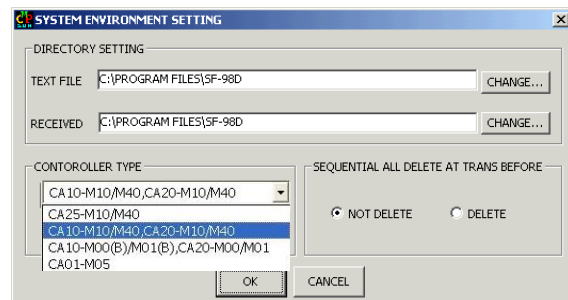 SYSTEM ENVIRONMENT SETTING
DIRECTORY SETTING
TEXT FILE C:\PROGRAM FILES\SF-98D CHANGE...
RECEIVED C:\PROGRAM FILES\SF-98D CHANGE...
CONTOROLLER TYPE SEQUENTIAL ALL DELETE AT TRANS BEFORE
CA10-M10/M40,CA20-M10/M40
CA25-M10/M40 NOT DELETE DELETE
CA10-M10/M40,CA20-M10/M40
CA10-M00(B)/M01(B),CA20-M00/M01
CA01-M05
OK CANCEL